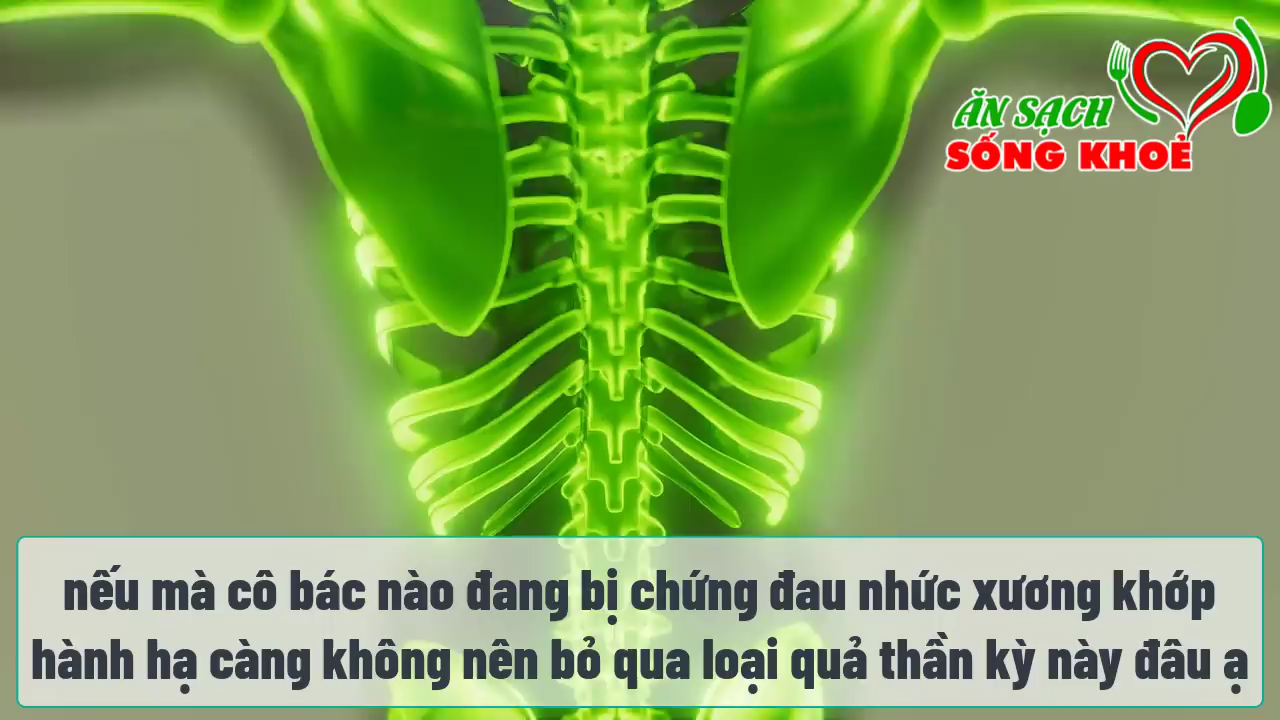 ĂN SẠCH
SỐNG KHOẺ
nếu mà cô bác nào đang bị chứng đau nhức xương khớp
hành hạ càng không nên bỏ qua loại quả thần kỳ này đâu ạ